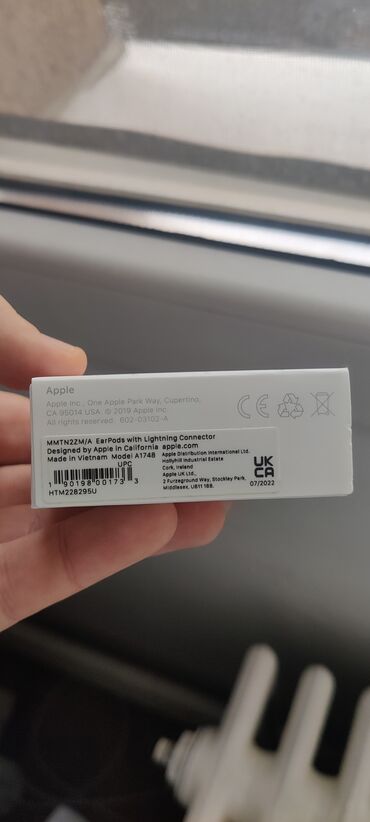 Apple
Apple Inc., One Apple Park Way, Cupertino,
CA 95014 USA. © 2019 Apple Inc.
All rights reserved. 602-03102-A
MMTN2ZM/A EarPods with Lightning Connector
Designed by Apple in California apple.com
Made in Vietnam Model A1748
UPC
1 90198 00173 3
HTM228295U
Apple Distribution International Ltd.
Hollyhill Industrial Estate
Cork, Ireland
Apple UK Ltd.,
2 Furzeground Way, Stockley Park,
Middlesex, UB11 1BB.
CE
UK
CA
07/2022